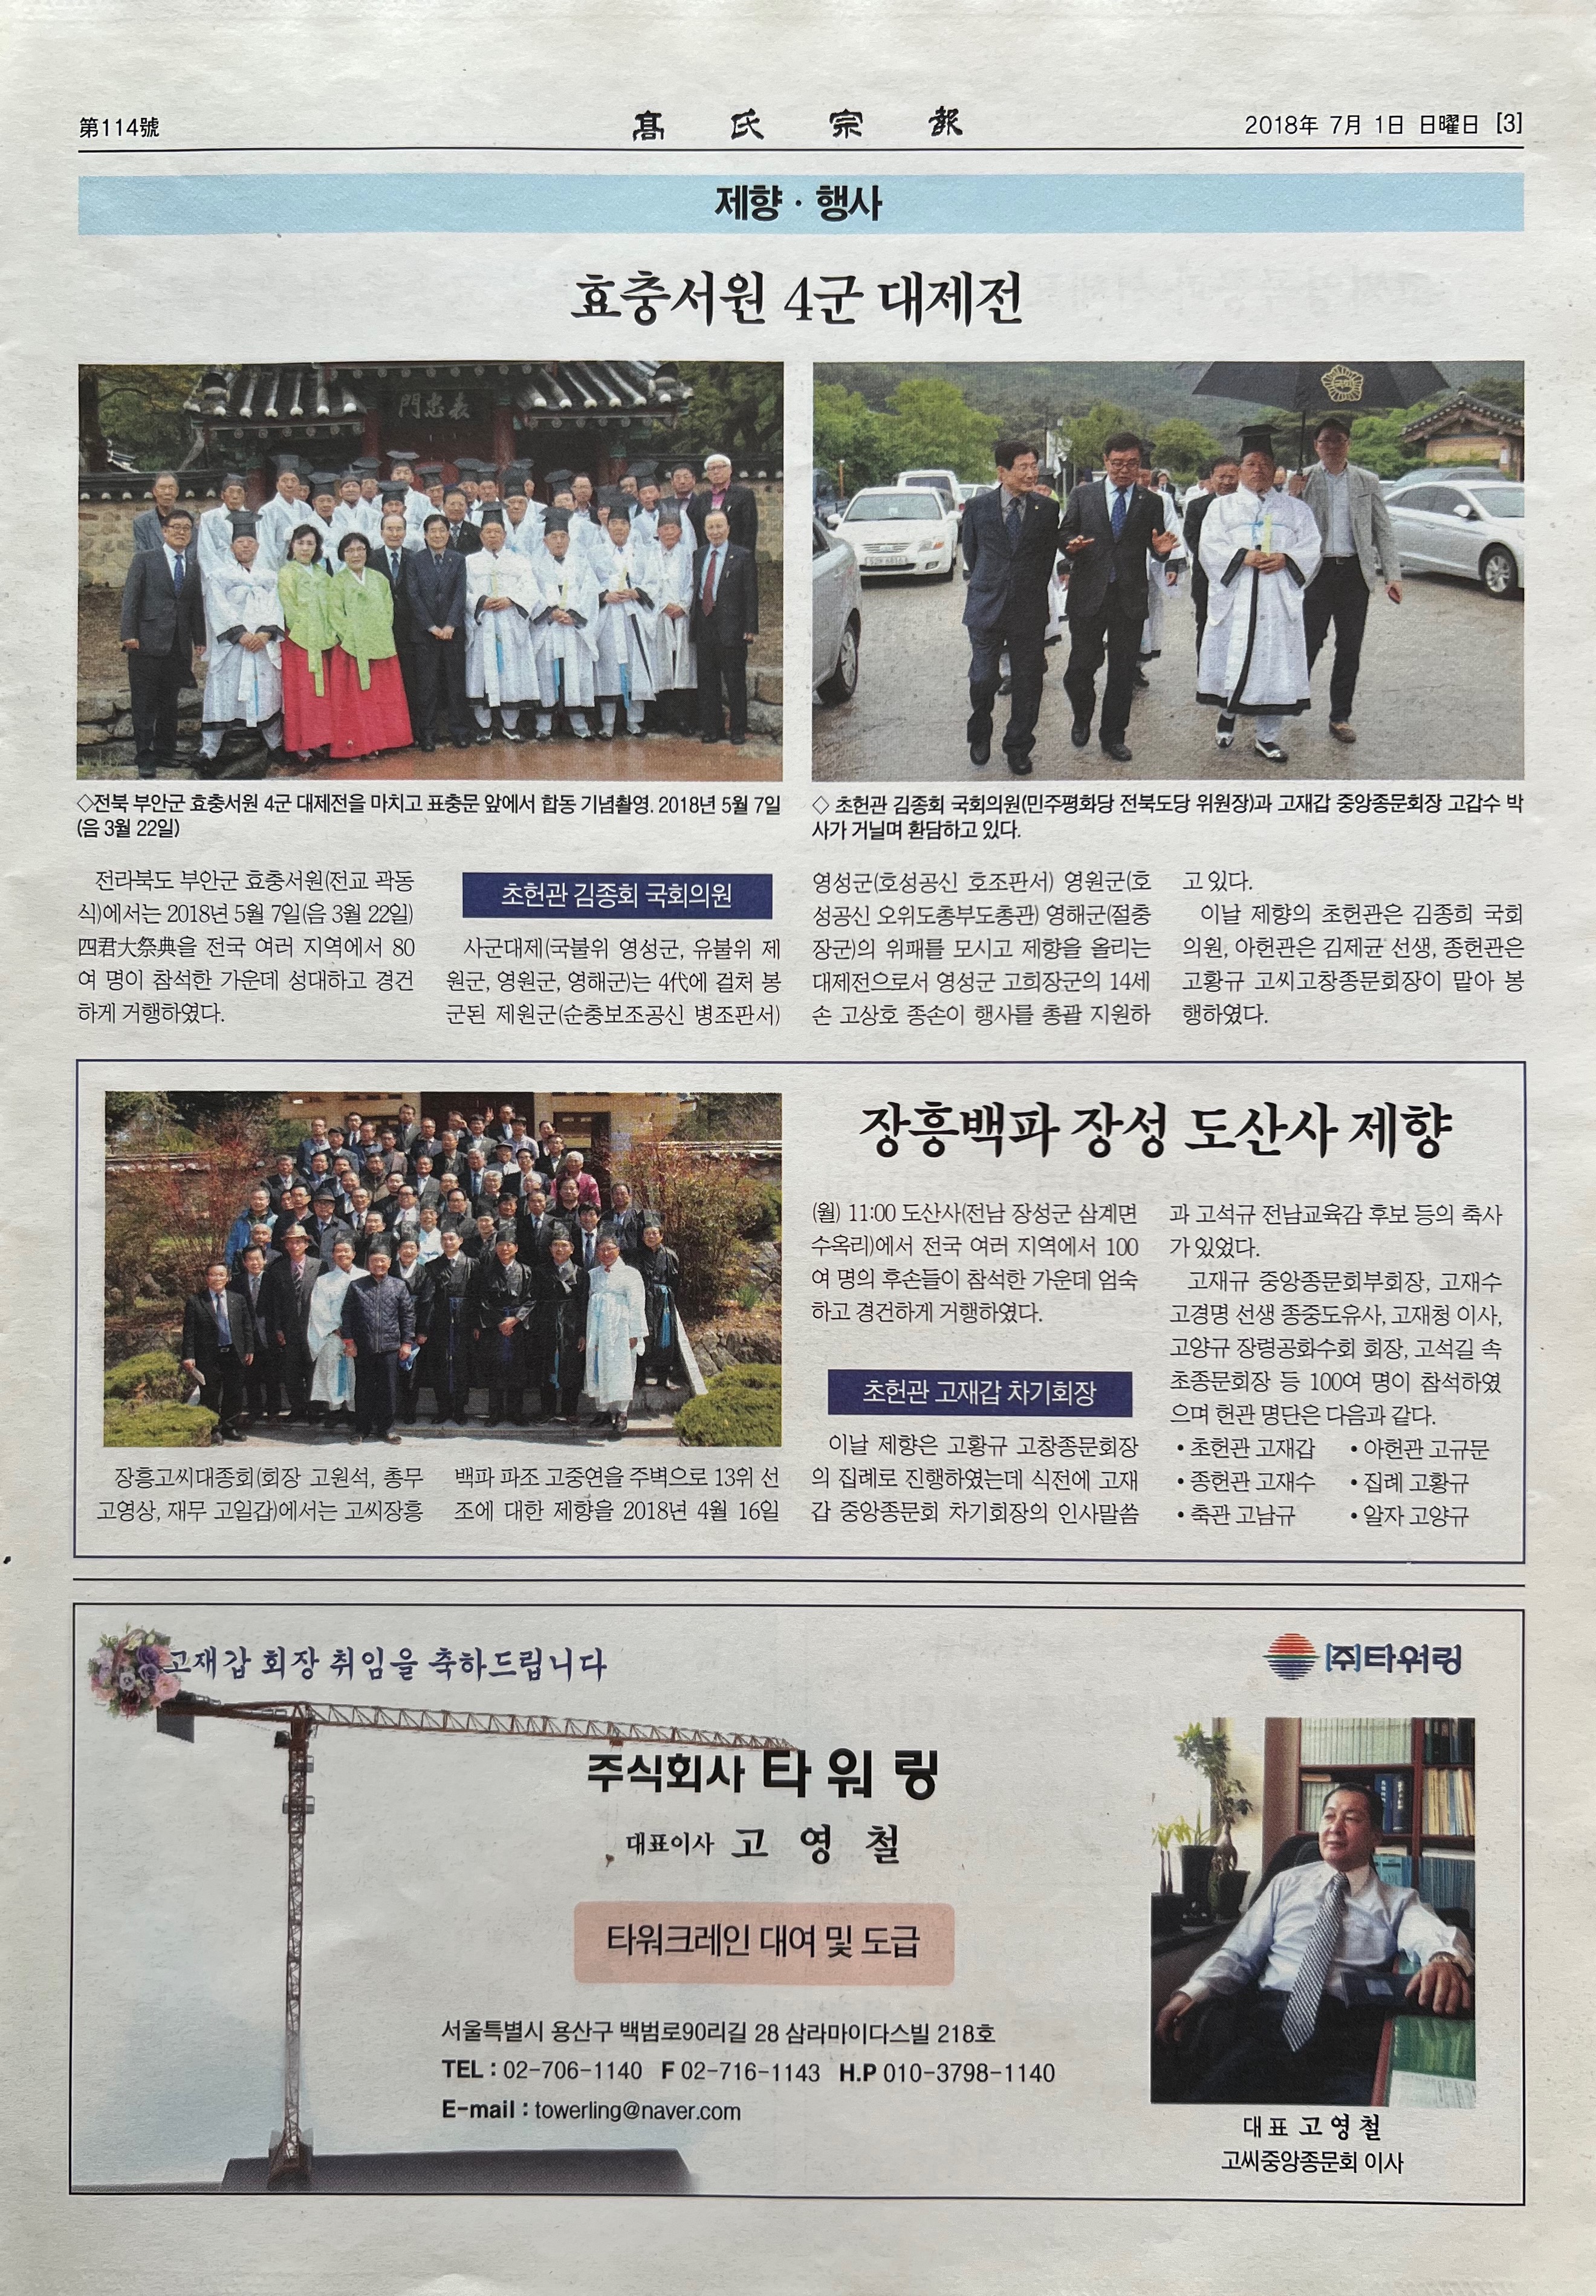 第114號
髙氏宗報
2018年 7月 1日 日曜日 [3]
제향 · 행사
효충서원 4군 대제전
門忠表
국회
52더 6816
◇전북 부안군 효충서원 4군 대제전을 마치고 표충문 앞에서 합동 기념촬영. 2018년 5월 7일
(음 3월 22일)
◇ 초헌관 김종회 국회의원(민주평화당 전북도당 위원장)과 고재갑 중앙종문회장 고갑수 박
사가 거닐며 환담하고 있다.
전라북도 부안군 효충서원(전교 곽동
식)에서는 2018년 5월 7일(음 3월 22일)
四君大祭典을 전국 여러 지역에서 80
여 명이 참석한 가운데 성대하고 경건
하게 거행하였다.
초헌관 김종회 국회의원
사군대제(국불위 영성군, 유불위 제
원군, 영원군, 영해군)는 4代에 걸처 봉
군된 제원군(순충보조공신 병조판서)
영성군(호성공신 호조판서) 영원군(호
성공신 오위도총부도총관) 영해군(절충
장군)의 위패를 모시고 제향을 올리는
대제전으로서 영성군 고희장군의 14세
손 고상호 종손이 행사를 총괄 지원하
고 있다.
이날 제향의 초헌관은 김종희 국회
의원, 아헌관은 김제균 선생, 종헌관은
고황규 고씨고창종문회장이 맡아 봉
행하였다.
장흥백파 장성 도산사 제향
장흥고씨대종회(회장 고원석, 총무
고영상, 재무 고일갑)에서는 고씨장흥
백파 파조 고중연을 주벽으로 13위 선
조에 대한 제향을 2018년 4월 16일
(월) 11:00 도산사(전남 장성군 삼계면
수옥리)에서 전국 여러 지역에서 100
여 명의 후손들이 참석한 가운데 엄숙
하고 경건하게 거행하였다.
초헌관 고재갑 차기회장
이날 제향은 고황규 고창종문회장
의 집례로 진행하였는데 식전에 고재
갑 중앙종문회 차기회장의 인사말씀
과 고석규 전남교육감 후보 등의 축사
가 있었다.
고재규 중앙종문회부회장, 고재수
고경명 선생 종중도유사, 고재청 이사,
고양규 장령공화수회 회장, 고석길 속
초종문회장 등 100여 명이 참석하였
으며 헌관 명단은 다음과 같다.
• 초헌관 고재갑 • 아헌관 고규문
• 종헌관 고재수 • 집례 고황규
• 축관 고남규 • 알자 고양규
고재갑 회장 취임을 축하드립니다
(주)타워링
주식회사 타워링
대표이사 고 영 철
타워크레인 대여 및 도급
서울특별시 용산구 백범로90리길 28 삼라마이다스빌 218호
TEL : 02-706-1140 F 02-716-1143 H.P 010-3798-1140
E-mail : towerling@naver.com
대표 고영철
고씨중앙종문회 이사